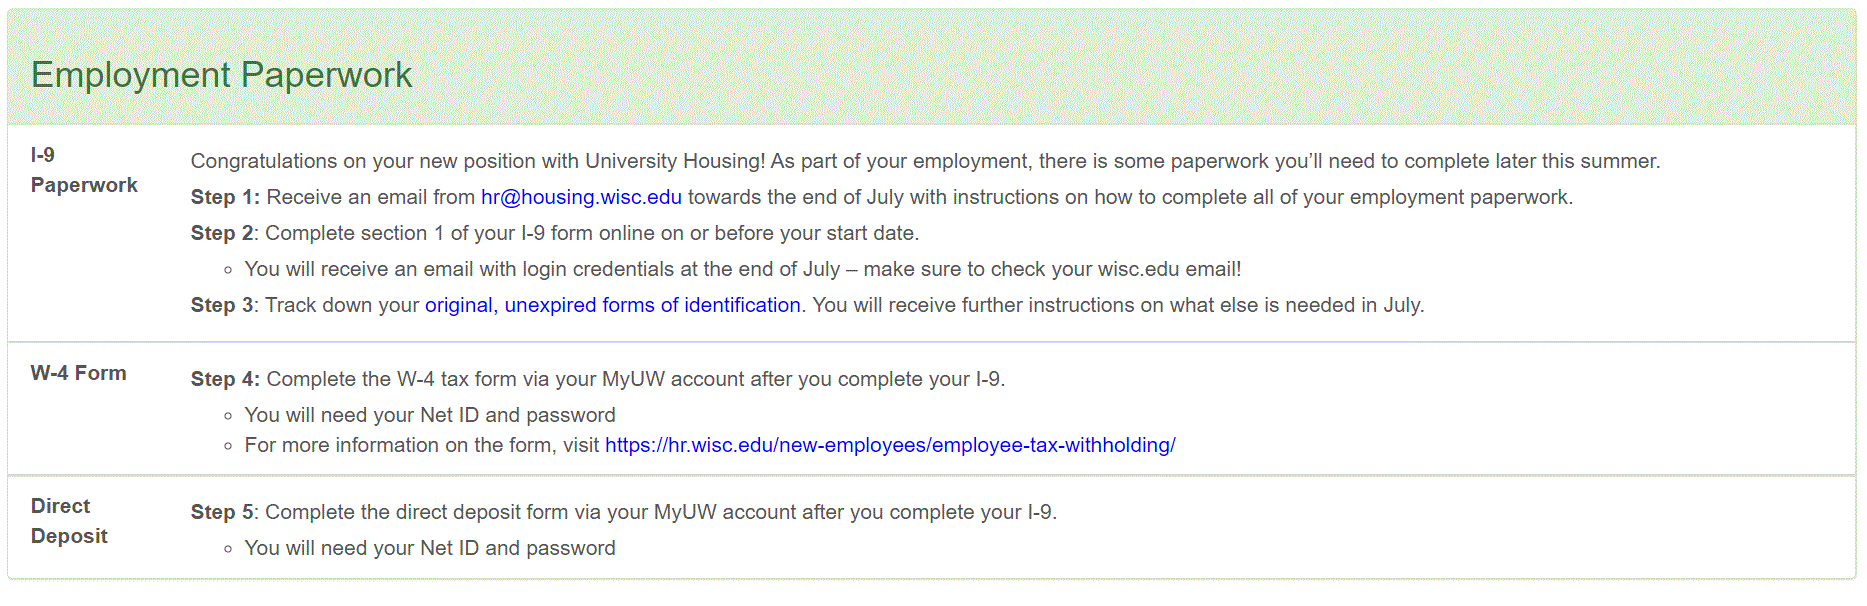 Employment Paperwork
I-9
Paperwork
Congratulations on your new position with University Housing! As part of your employment, there is some paperwork you’ll need to complete later this summer.
Step 1: Receive an email from hr@housing.wisc.edu towards the end of July with instructions on how to complete all of your employment paperwork.
Step 2: Complete section 1 of your I-9 form online on or before your start date.
◦ You will receive an email with login credentials at the end of July – make sure to check your wisc.edu email!
Step 3: Track down your original, unexpired forms of identification. You will receive further instructions on what else is needed in July.
W-4 Form
Step 4: Complete the W-4 tax form via your MyUW account after you complete your I-9.
◦ You will need your Net ID and password
◦ For more information on the form, visit https://hr.wisc.edu/new-employees/employee-tax-withholding/
Direct
Deposit
Step 5: Complete the direct deposit form via your MyUW account after you complete your I-9.
◦ You will need your Net ID and password